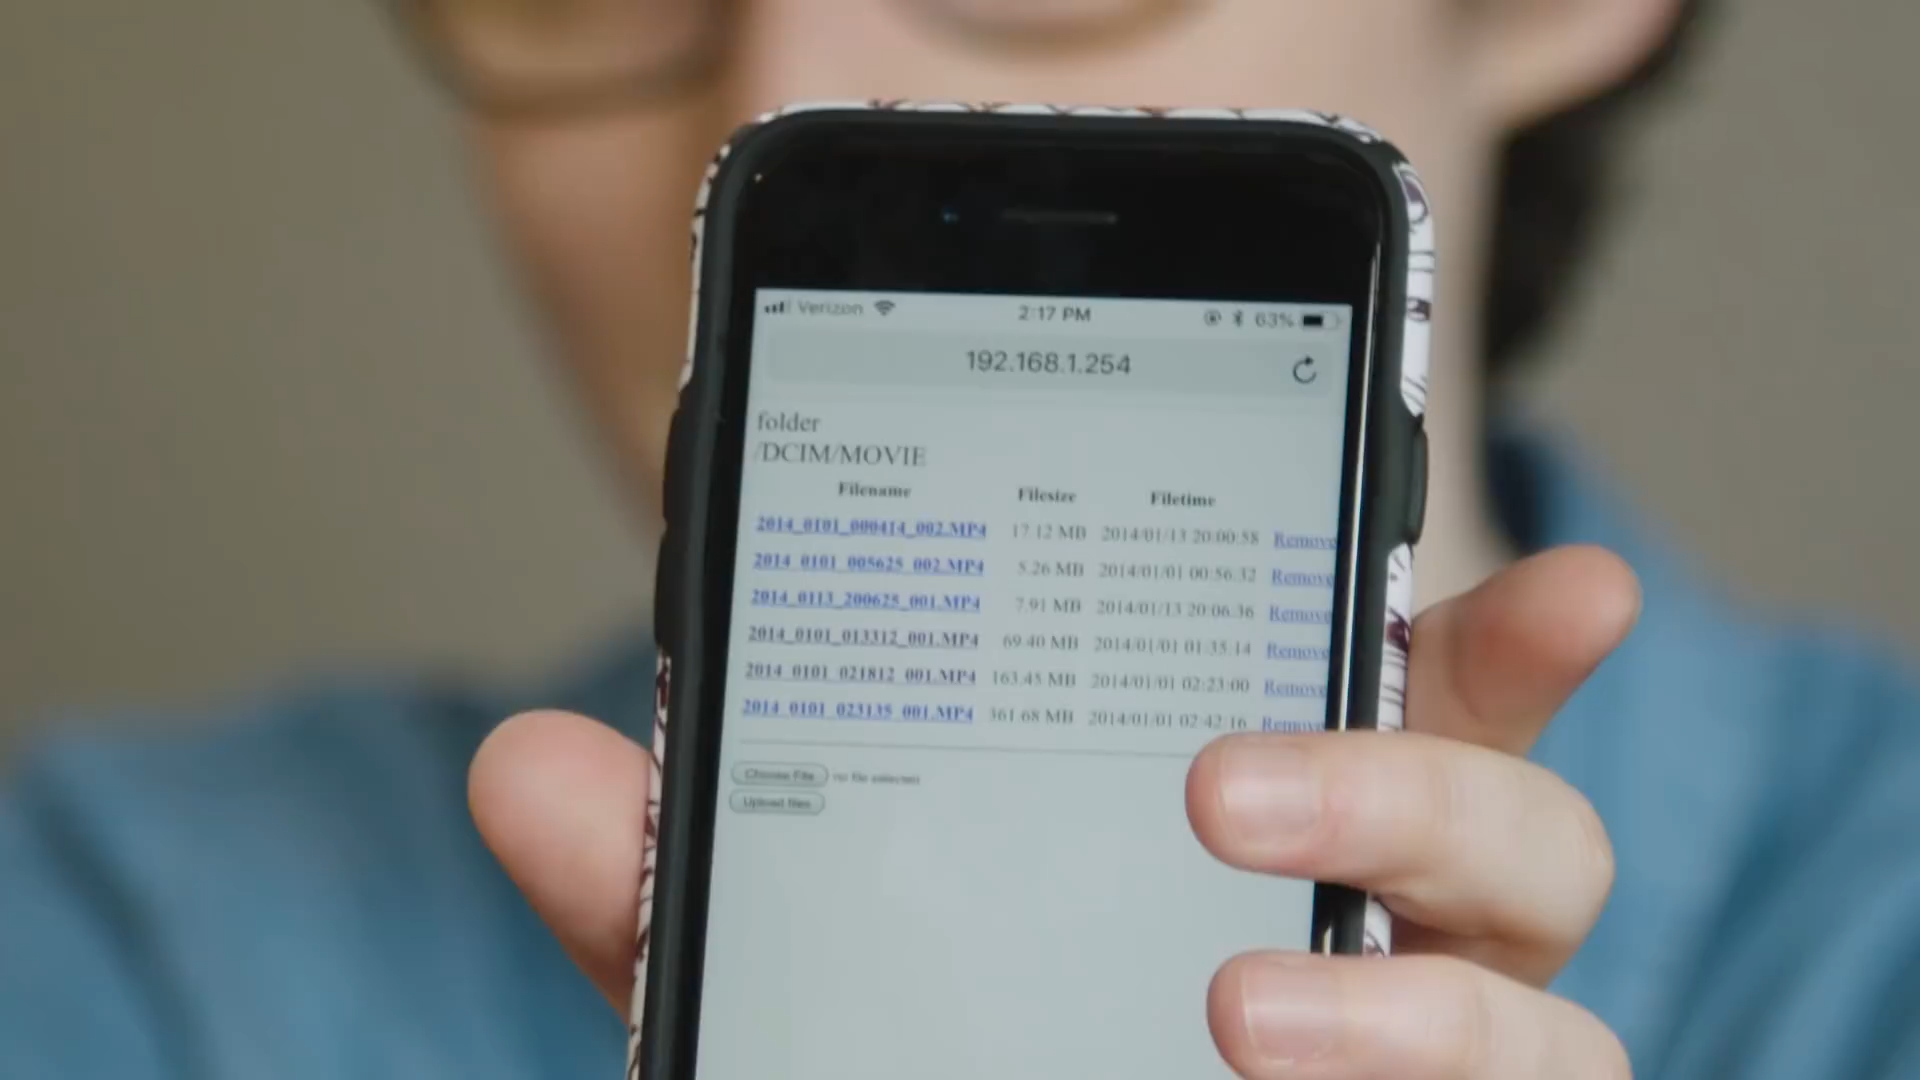 Verizon 2:17 PM 63%
192.168.1.254
folder
/DCIM/MOVIE
Filename Filesize Filetime
2014_0101_000414_002.MP4 17.12 MB 2014/01/13 20:00:58 Remove
2014_0101_005625_002.MP4 5.26 MB 2014/01/01 00:56:32 Remove
2014_0113_200625_001.MP4 7.91 MB 2014/01/13 20:06:36 Remove
2014_0101_013312_001.MP4 69.40 MB 2014/01/01 01:35:14 Remove
2014_0101_021812_001.MP4 163.45 MB 2014/01/01 02:23:00 Remove
2014_0101_023135_001.MP4 361.68 MB 2014/01/01 02:42:16 Remove
Choose File no file selected
Upload files